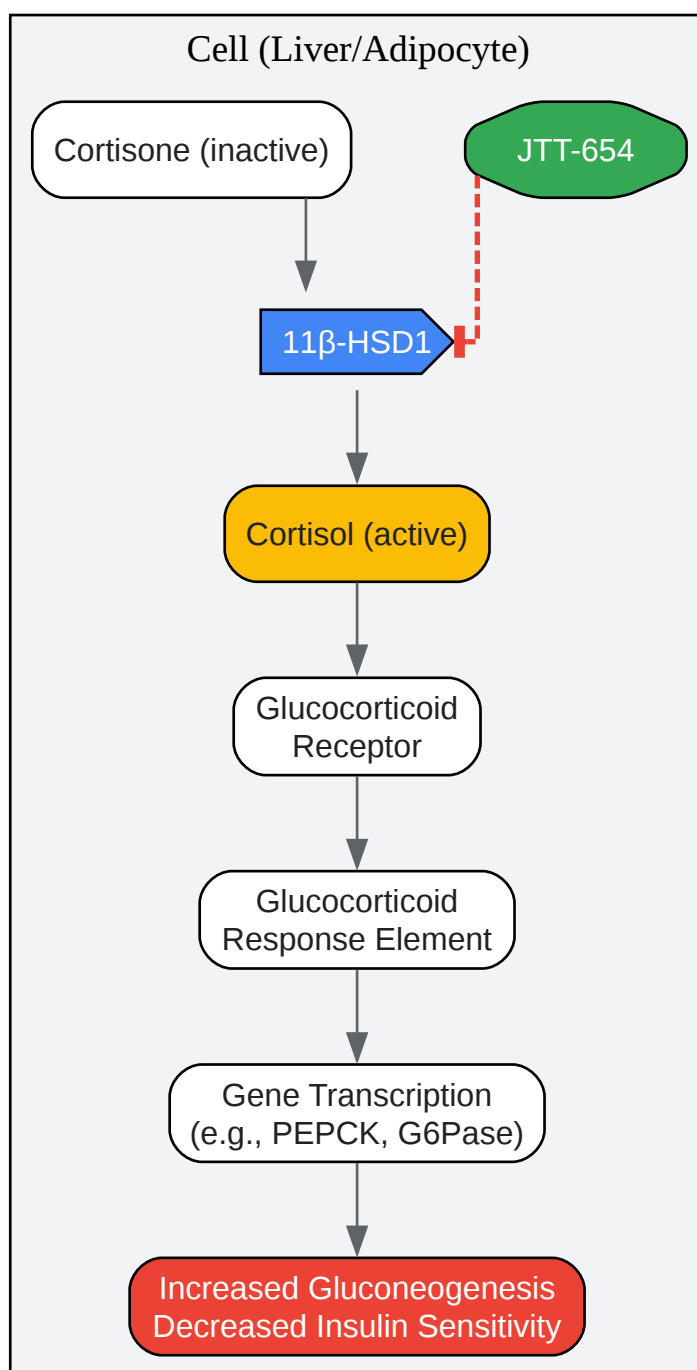 Cell (Liver/Adipocyte)
Cortisone (inactive)
JTT-654
11β-HSD1
Cortisol (active)
Glucocorticoid
Receptor
Glucocorticoid
Response Element
Gene Transcription
(e.g., PEPCK, G6Pase)
Increased Gluconeogenesis
Decreased Insulin Sensitivity